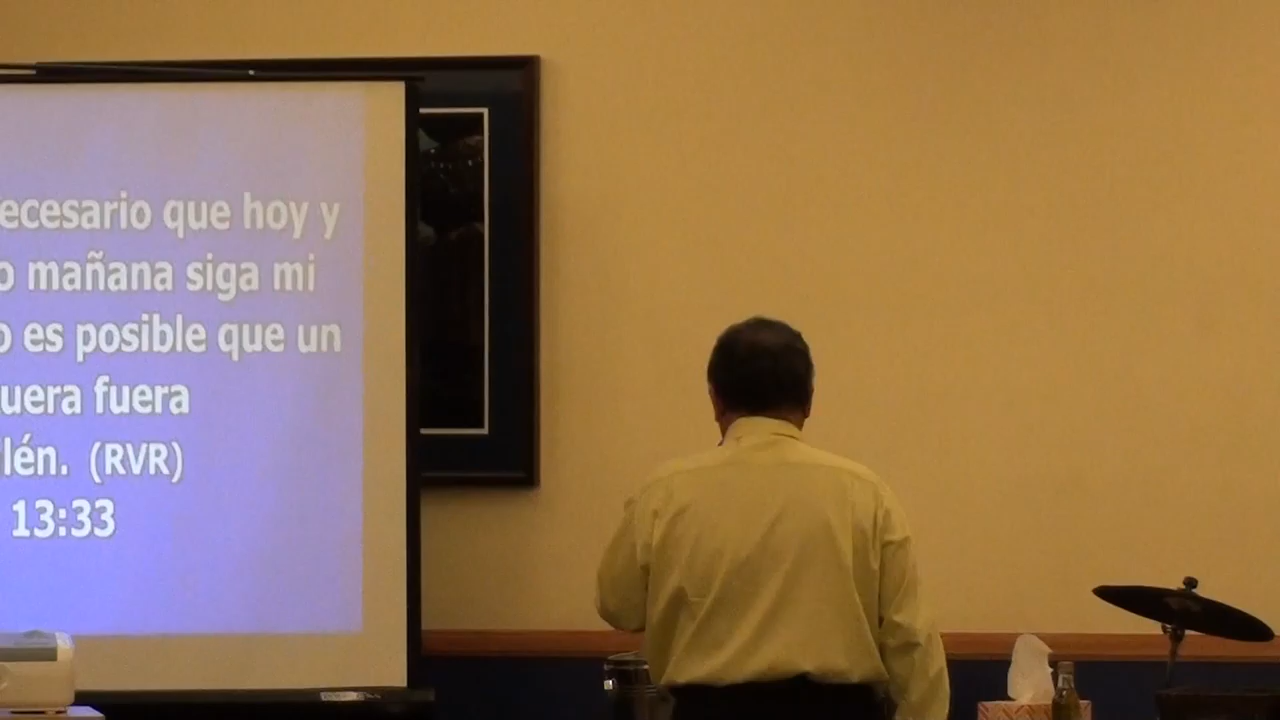 ecesario que hoy y
o mañana siga mi
o es posible que un
uera fuera
lén. (RVR)
13:33